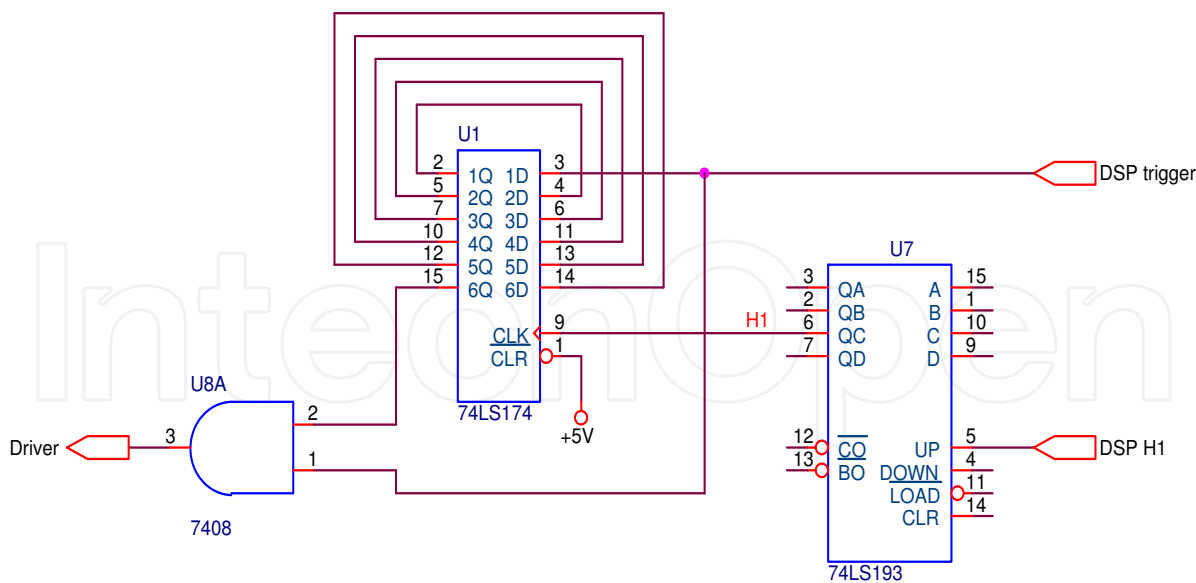 U1
2 1Q 1D 3
5 2Q 2D 4
7 3Q 3D 6
10 4Q 4D 11
12 5Q 5D 13
15 6Q 6D 14
CLK 9
CLR 1
74LS174
+5V
DSP trigger
H1
U7
3 QA A 15
2 QB B 1
6 QC C 10
7 QD D 9
12 CO UP 5
13 BO DOWN 4
LOAD 11
CLR 14
74LS193
DSP H1
U8A
2
Driver 3
1
7408
IntechOpen